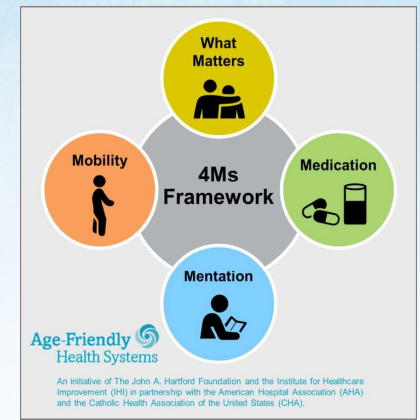 What
Matters
Mobility
4Ms
Framework
Medication
Mentation
Age-Friendly
Health Systems
An initiative of The John A. Hartford Foundation and the Institute for Healthcare
Improvement (IHI) in partnership with the American Hospital Association (AHA)
and the Catholic Health Association of the United States (CHA).